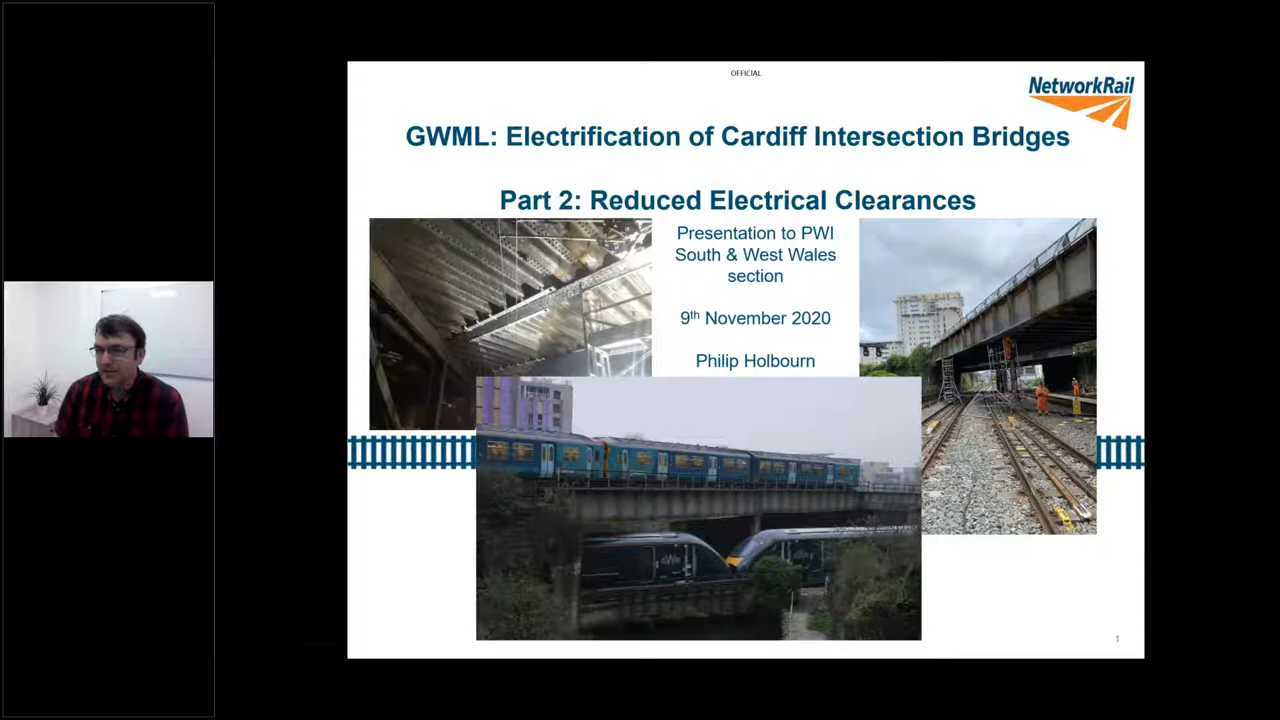 OFFICIAL
NetworkRail
GWML: Electrification of Cardiff Intersection Bridges
Part 2: Reduced Electrical Clearances
Presentation to PWI
South & West Wales
section
9th November 2020
Philip Holbourn
1